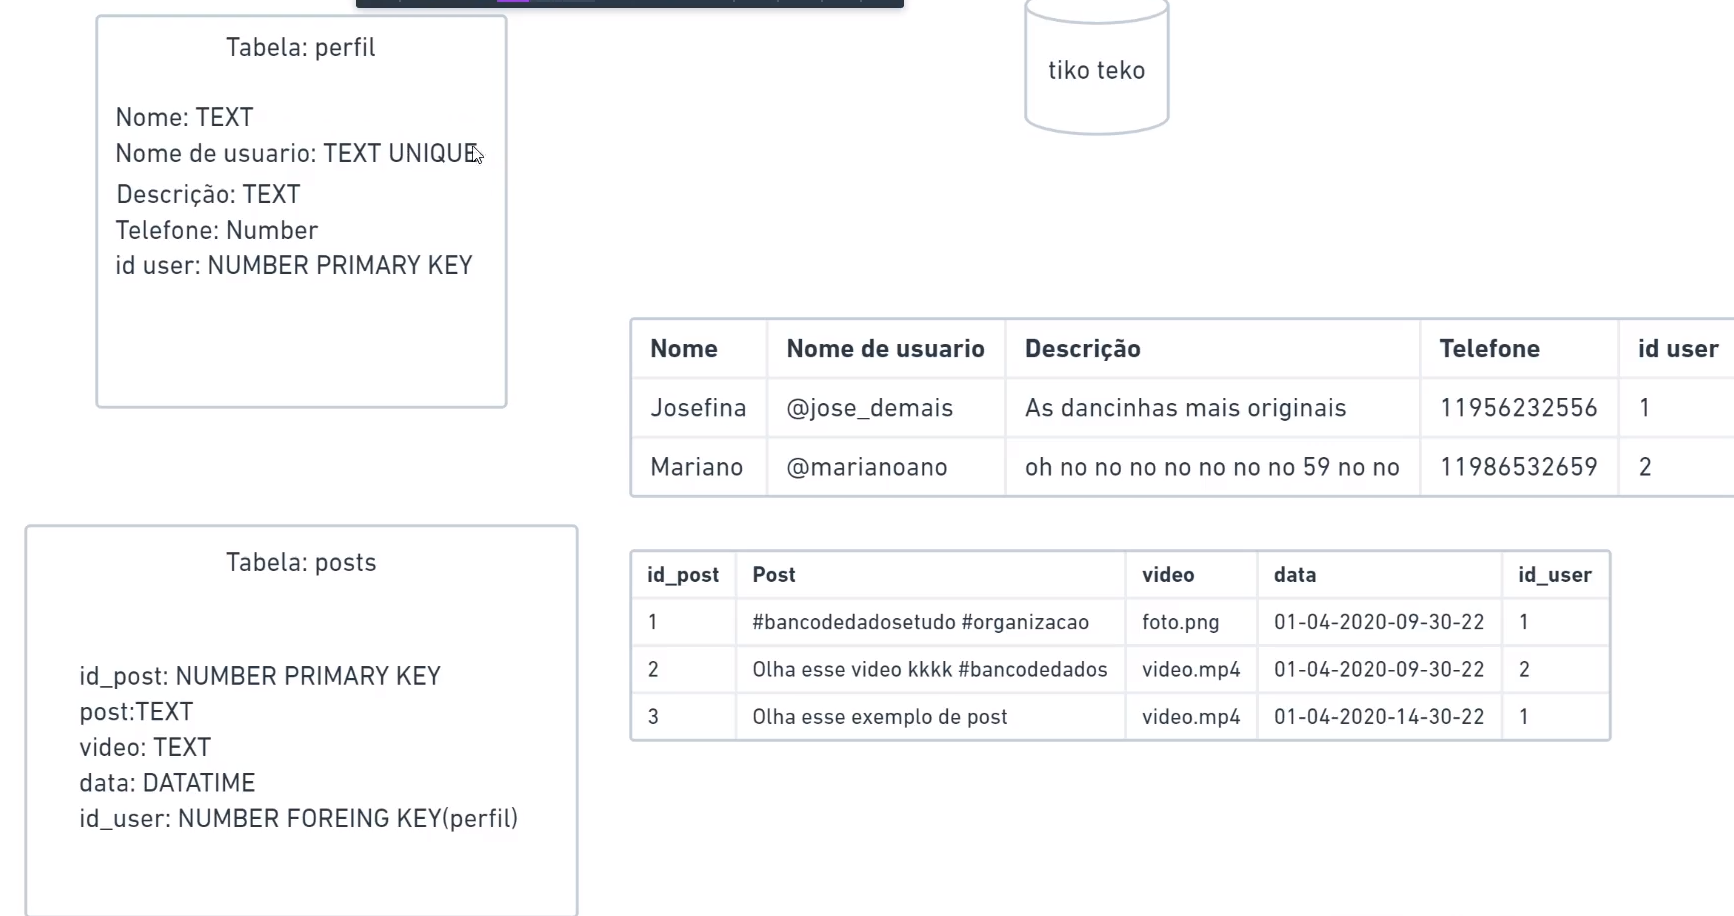 Tabela: perfil
Nome: TEXT
Nome de usuario: TEXT UNIQUE
Descrição: TEXT
Telefone: Number
id user: NUMBER PRIMARY KEY
tiko teko
Nome Nome de usuario Descrição Telefone id user
Josefina @jose_demais As dancinhas mais originais 11956232556 1
Mariano @marianoano oh no no no no no no no 59 no no 11986532659 2
Tabela: posts
id_post: NUMBER PRIMARY KEY
post:TEXT
video: TEXT
data: DATATIME
id_user: NUMBER FOREING KEY(perfil)
id_post Post video data id_user
1 #bancodedadosetudo #organizacao foto.png 01-04-2020-09-30-22 1
2 Olha esse video kkkk #bancodedados video.mp4 01-04-2020-09-30-22 2
3 Olha esse exemplo de post video.mp4 01-04-2020-14-30-22 1